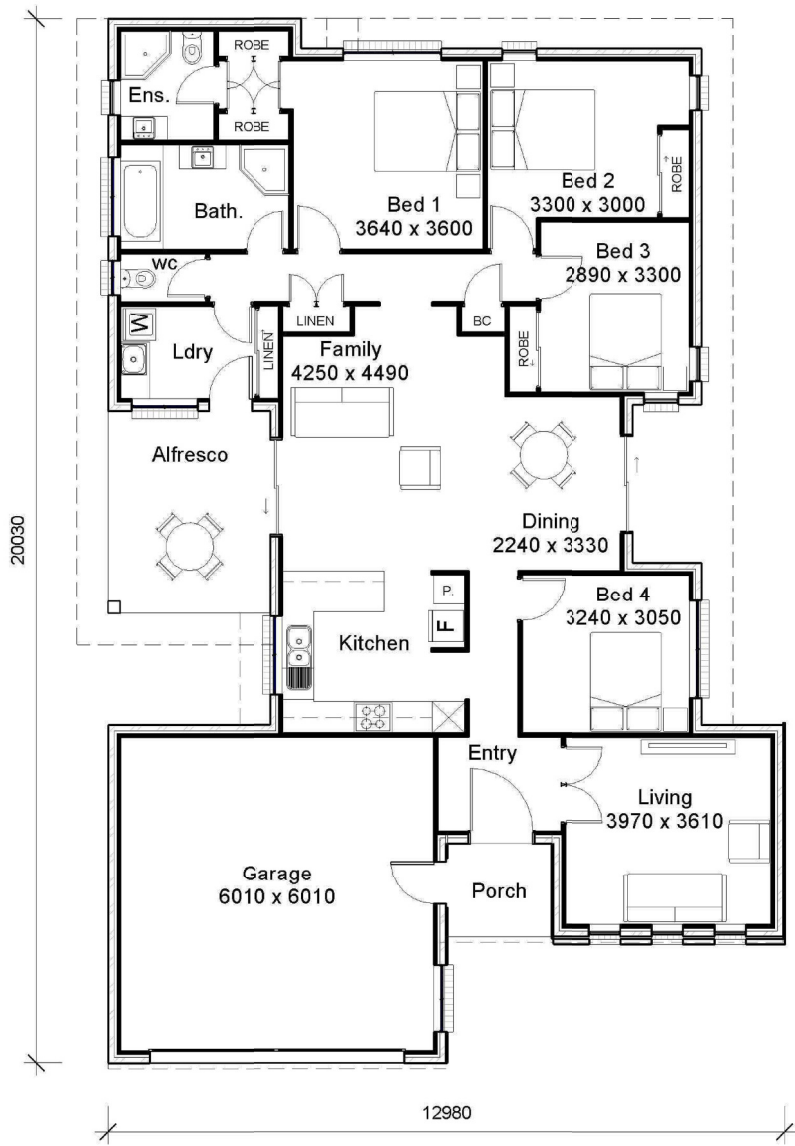 ROBE
Ens.
ROBE
Bath.
Bed 1
3640 x 3600
Bed 2
3300 x 3000
ROBE
WC
Bed 3
2890 x 3300
LINEN
BC
ROBE
W
Ldry
LINEN
Family
4250 x 4490
Alfresco
Dining
2240 x 3330
20030
P.
F
Kitchen
Bed 4
3240 x 3050
Entry
Living
3970 x 3610
Garage
6010 x 6010
Porch
12980